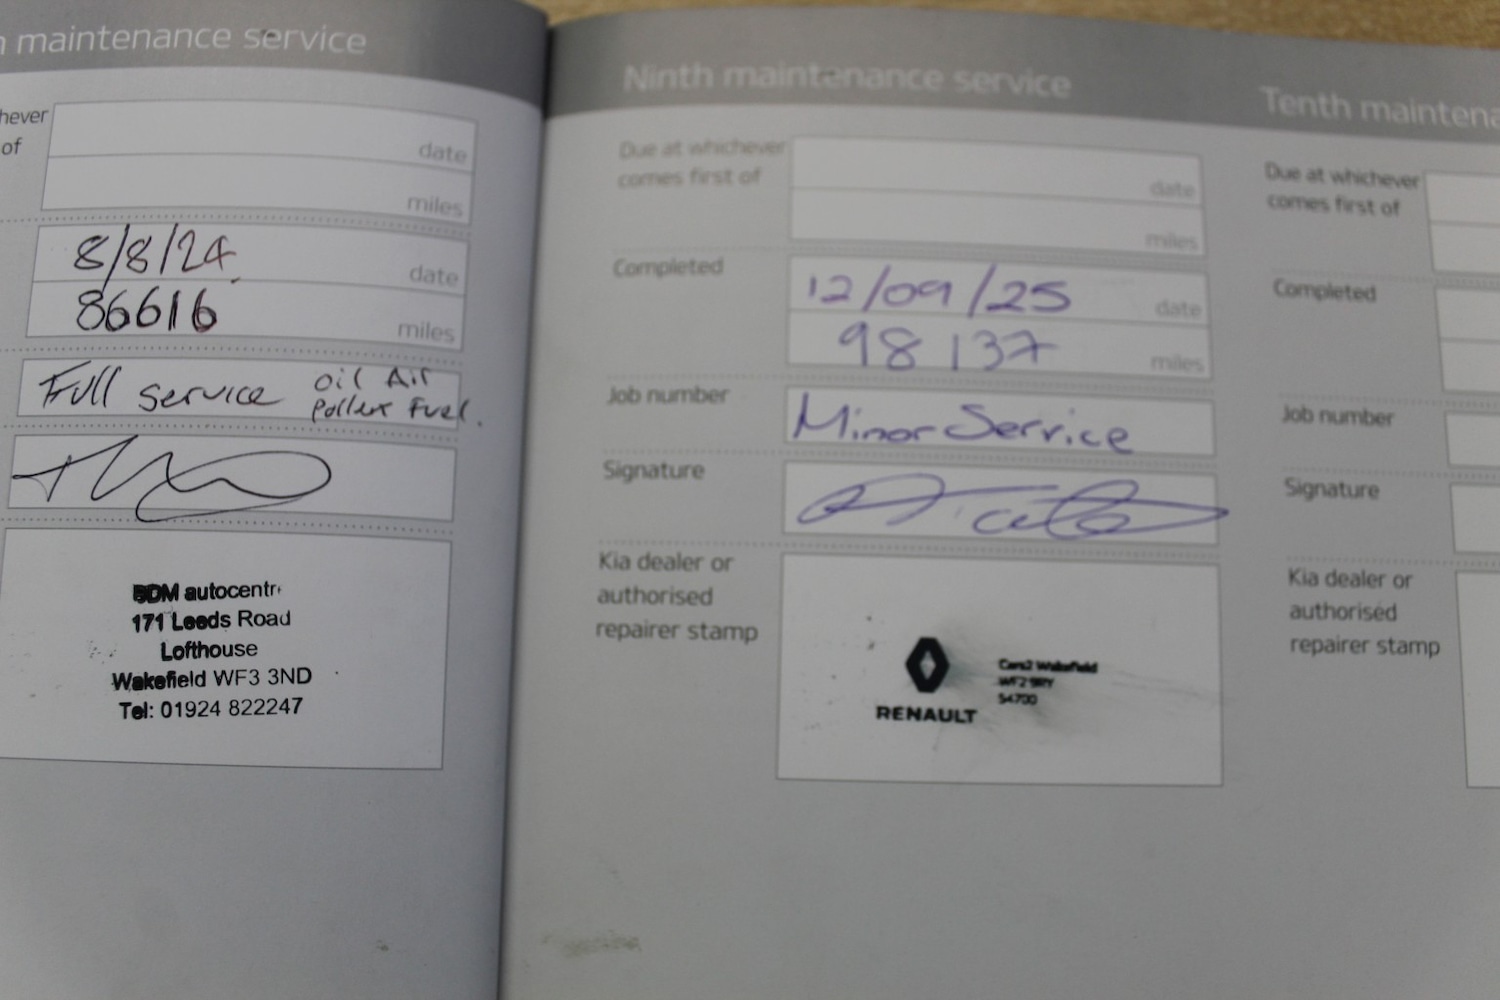 maintenance service
of
date
miles
8/8/24
date
86616
miles
Full service oil Air
Pollen Fuel.
autocentr
171 Leeds Road
Lofthouse
Wakefield WF3 3ND
Tel: 01924 822247
Ninth maintenance service
Due at whichever
comes first of
date
miles
Completed
12/09/25
date
98137
miles
Job number
Minor Service
Signature
Kia dealer or
authorised
repairer stamp
RENAULT
Cars2 Wakefield
Tenth
Due at whichever
comes first of
Completed
Job number
Signature
Kia dealer or
authorised
repairer stamp